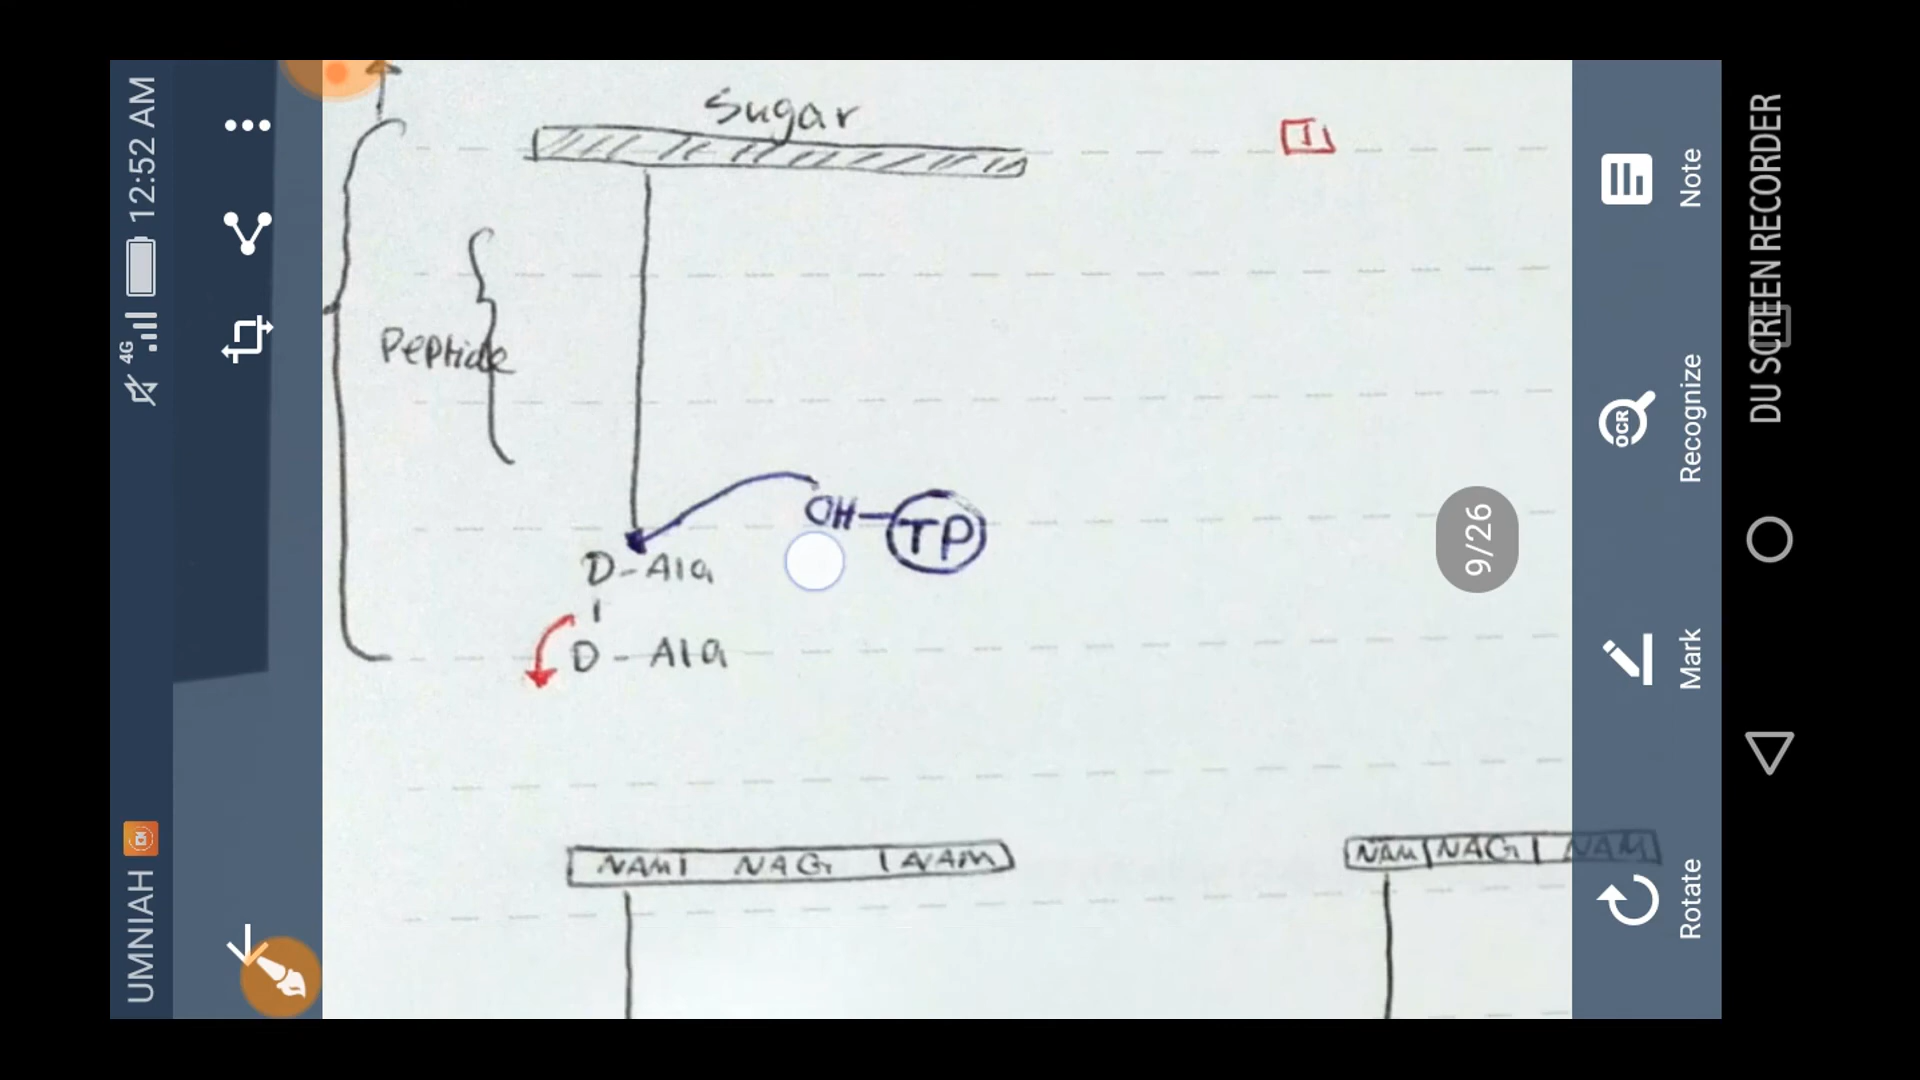 UMNIAH
4G
12:52 AM
Sugar
1
Peptide
OH-TP
D-Ala
D-Ala
NAM NAG NAM
NAM NAG NAM
9/26
Note
OCR
Recognize
Mark
Rotate
DU SCREEN RECORDER